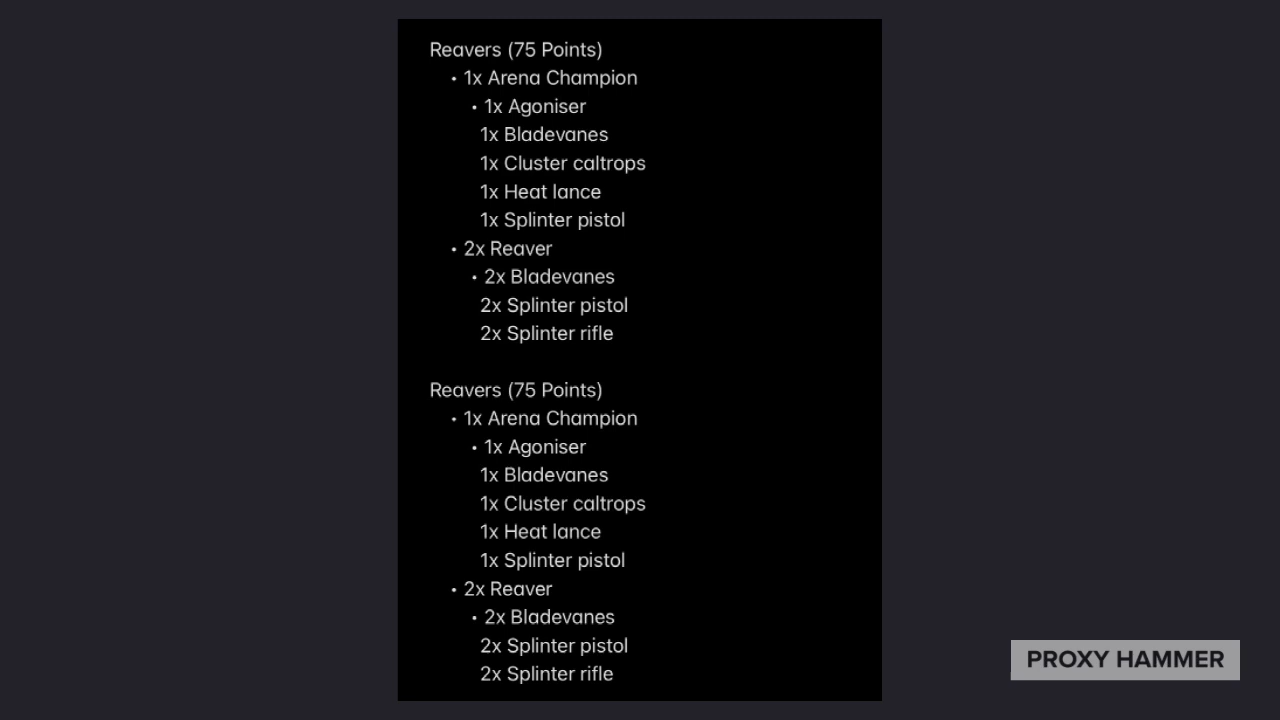 Reavers (75 Points)
• 1x Arena Champion
• 1x Agoniser
1x Bladevanes
1x Cluster caltrops
1x Heat lance
1x Splinter pistol
• 2x Reaver
• 2x Bladevanes
2x Splinter pistol
2x Splinter rifle
Reavers (75 Points)
• 1x Arena Champion
• 1x Agoniser
1x Bladevanes
1x Cluster caltrops
1x Heat lance
1x Splinter pistol
• 2x Reaver
• 2x Bladevanes
2x Splinter pistol
2x Splinter rifle
PROXY HAMMER